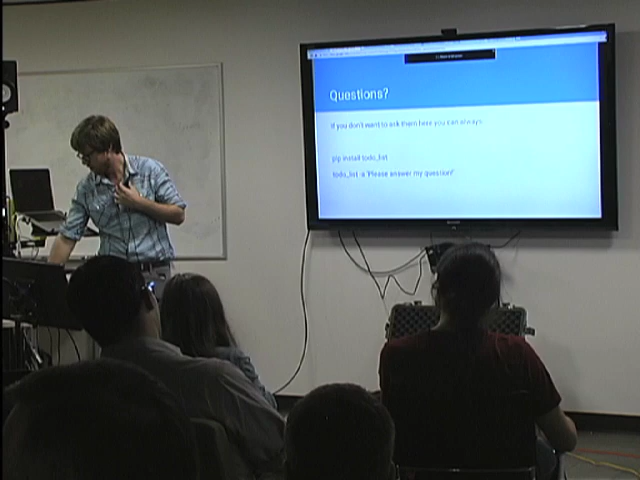 Questions?
If you don't want to ask them here you can always:
pip install todo_list
todo_list -a "Please answer my question!"